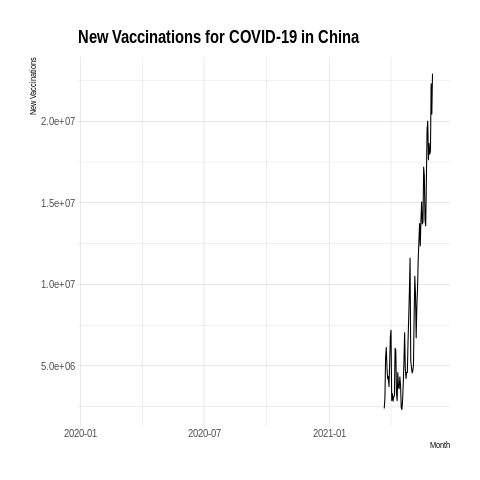 New Vaccinations for COVID-19 in China
New Vaccinations
2.0e+07
1.5e+07
1.0e+07
5.0e+06
2020-01
2020-07
2021-01
Month